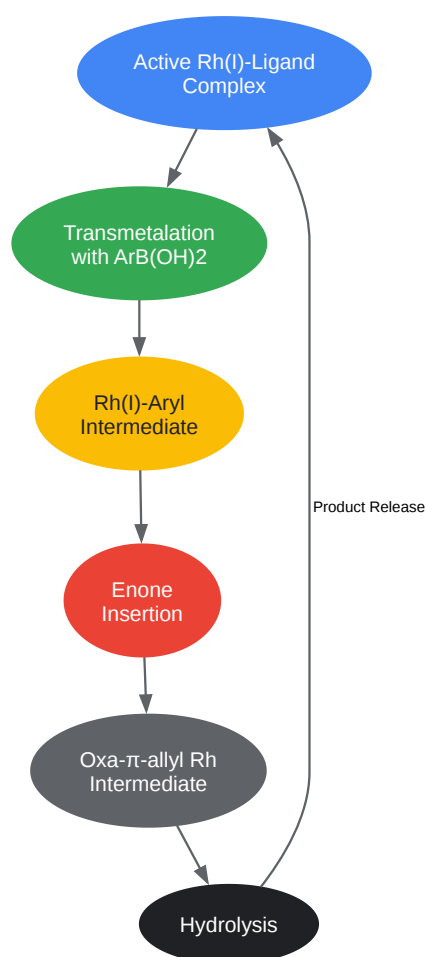 Active Rh(I)-Ligand
Complex
Transmetalation
with ArB(OH)2
Rh(I)-Aryl
Intermediate
Product Release
Enone
Insertion
Oxa-π-allyl Rh
Intermediate
Hydrolysis